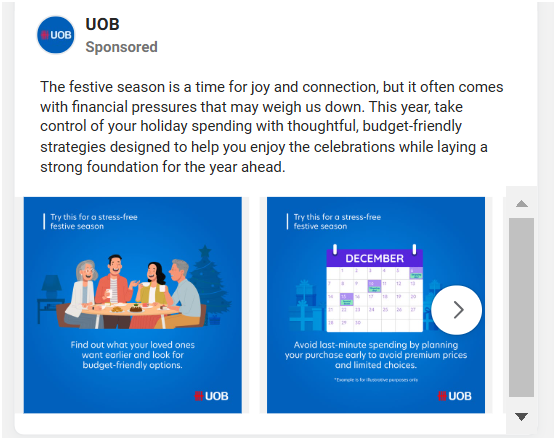 UOB
UOB
Sponsored
The festive season is a time for joy and connection, but it often comes
with financial pressures that may weigh us down. This year, take
control of your holiday spending with thoughtful, budget-friendly
strategies designed to help you enjoy the celebrations while laying a
strong foundation for the year ahead.
Try this for a stress-free
festive season
Find out what your loved ones
want earlier and look for
budget-friendly options.
UOB
Try this for a stress-free
festive season
DECEMBER
Avoid last-minute spending by planning
your purchase early to avoid premium prices
and limited choices.
*Example is for illustrative purposes only
UOB